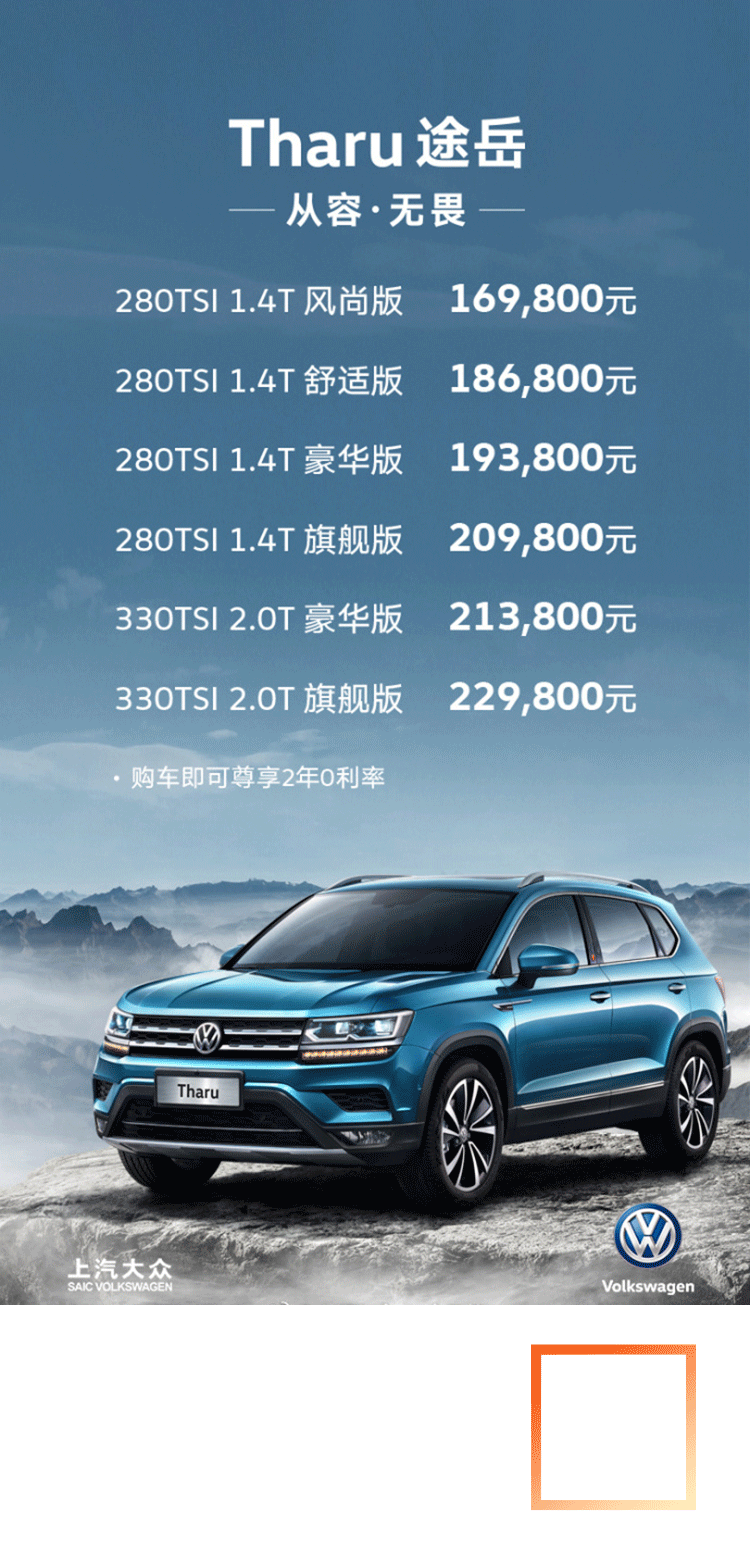 Tharu 途岳
从容·无畏
280TSI 1.4T 风尚版 169,800元
280TSI 1.4T 舒适版 186,800元
280TSI 1.4T 豪华版 193,800元
280TSI 1.4T 旗舰版 209,800元
330TSI 2.0T 豪华版 213,800元
330TSI 2.0T 旗舰版 229,800元
·购车即可尊享2年0利率
Tharu
上汽大众
SAIC VOLKSWAGEN
Volkswagen